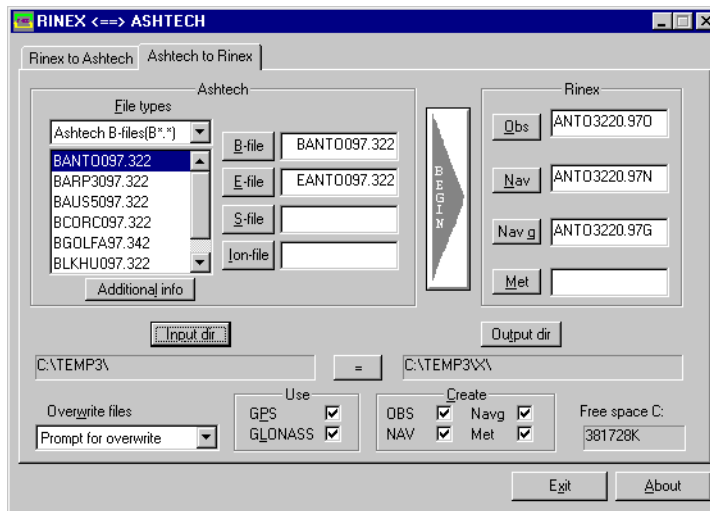 RINEX <==> ASHTECH
Rinex to Ashtech
Ashtech to Rinex
Ashtech
File types
Ashtech B-files(B*.*)
BANTO097.322
BARP3097.322
BAUS5097.322
BCORC097.322
BGOLFA97.342
BLKHU097.322
Additional info
B-file
BANTO097.322
E-file
EANTO097.322
S-file
Ion-file
BEGIN
Rinex
Obs
ANTO3220.97O
Nav
ANTO3220.97N
Nav g
ANTO3220.97G
Met
Input dir
Output dir
C:\TEMP3\
=
C:\TEMP3\X\
Overwrite files
Prompt for overwrite
Use
GPS
GLONASS
Create
OBS
Navg
NAV
Met
Free space C:
381728K
Exit
About